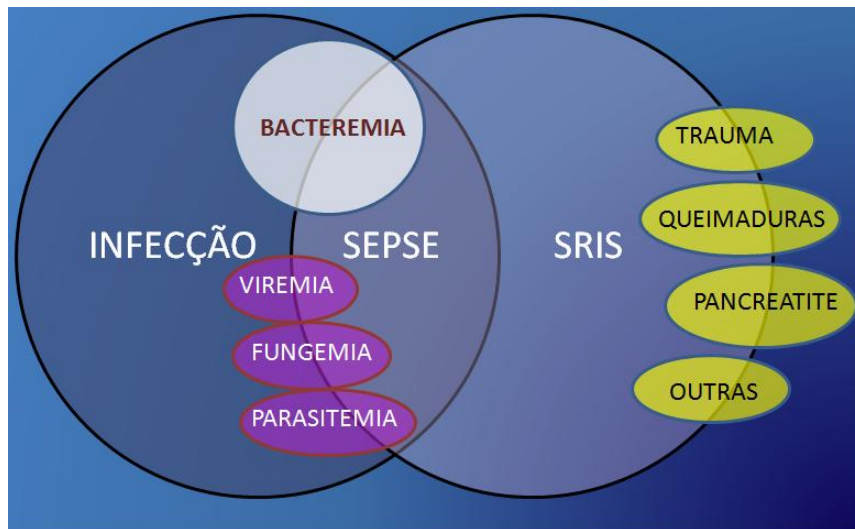 BACTEREMIA
TRAUMA
QUEIMADURAS
INFECÇÃO
SEPSE
SRIS
VIREMIA
PANCREATITE
FUNGEMIA
OUTRAS
PARASITEMIA